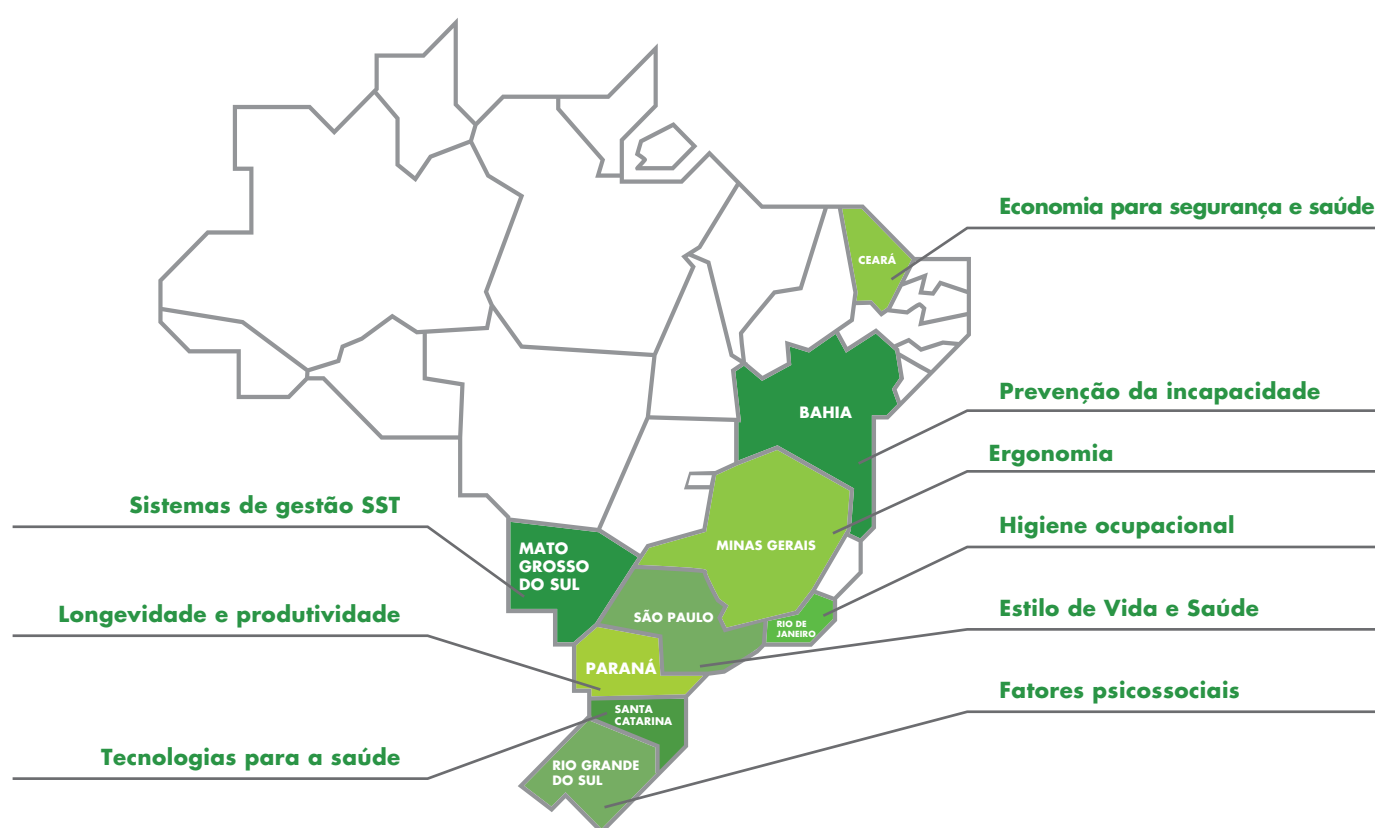 Economia para segurança e saúde
CEARÁ
Prevenção da incapacidade
BAHIA
Ergonomia
Sistemas de gestão SST
Higiene ocupacional
MATO
GROSSO
DO SUL
MINAS GERAIS
Longevidade e produtividade
Estilo de Vida e Saúde
SÃO PAULO
RIO DE
JANEIRO
PARANÁ
Fatores psicossociais
SANTA
CATARINA
Tecnologias para a saúde
RIO GRANDE
DO SUL